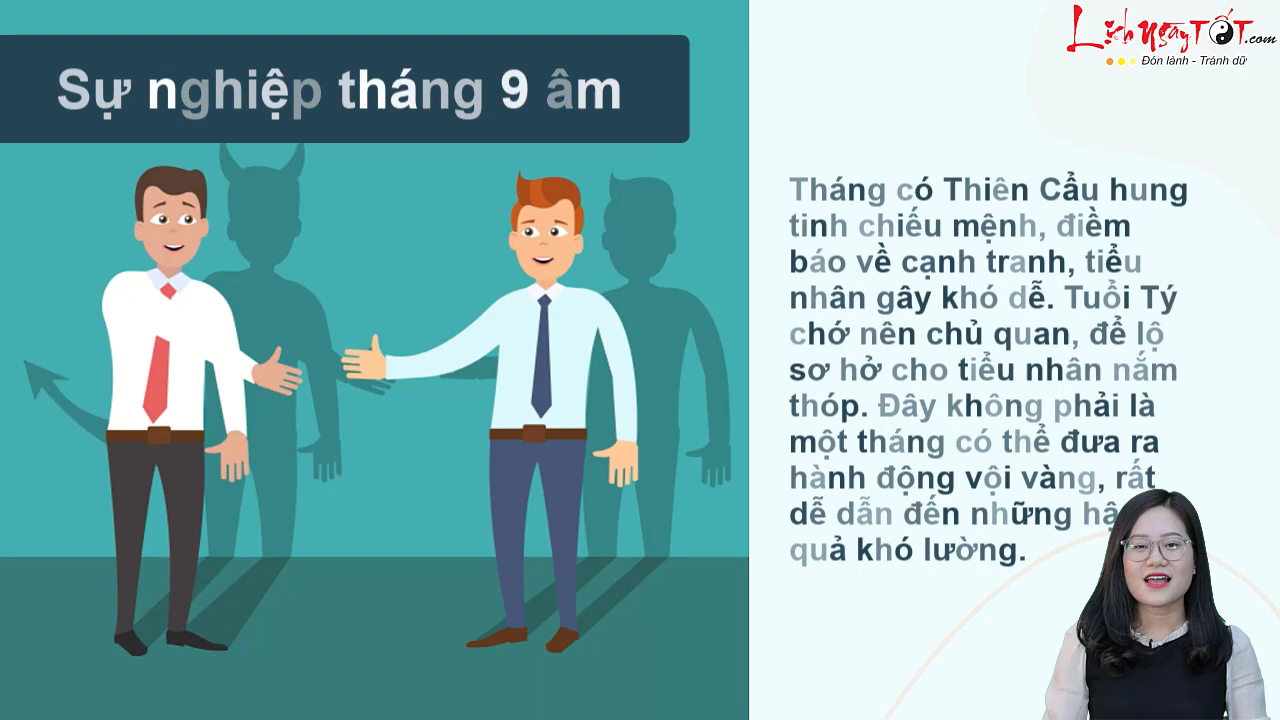 LịchngàyTỐT.com
Đón lành - Tránh dữ
Sự nghiệp tháng 9 âm
Tháng có Thiên Cẩu hung
tinh chiếu mệnh, điềm
báo về cạnh tranh, tiểu
nhân gây khó dễ. Tuổi Tý
chớ nên chủ quan, để lộ
sơ hở cho tiểu nhân nắm
thóp. Đây không phải là
một tháng có thể đưa ra
hành động vội vàng, rất
dễ dẫn đến những
quả khó lường.